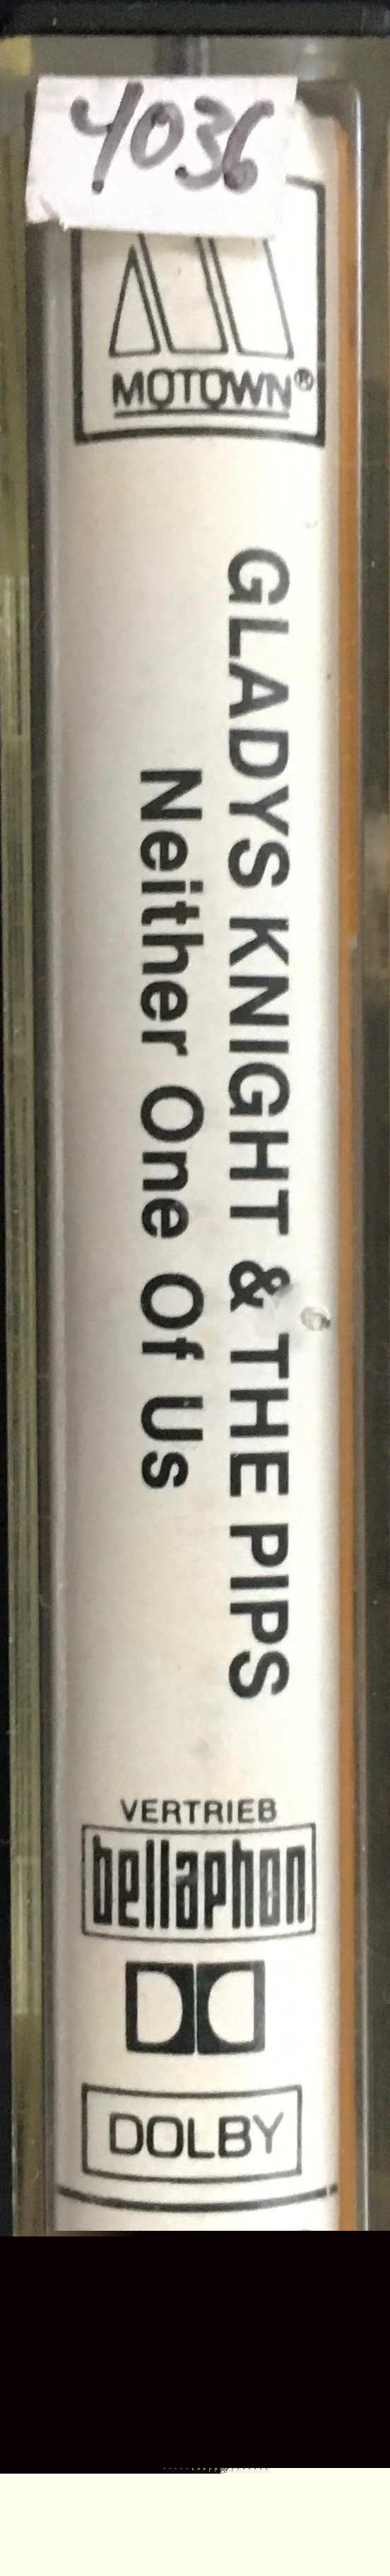 4036
MOTOWN®
GLADYS KNIGHT & THE PIPS
Neither One Of Us
VERTRIEB
bellaphon
DOLBY